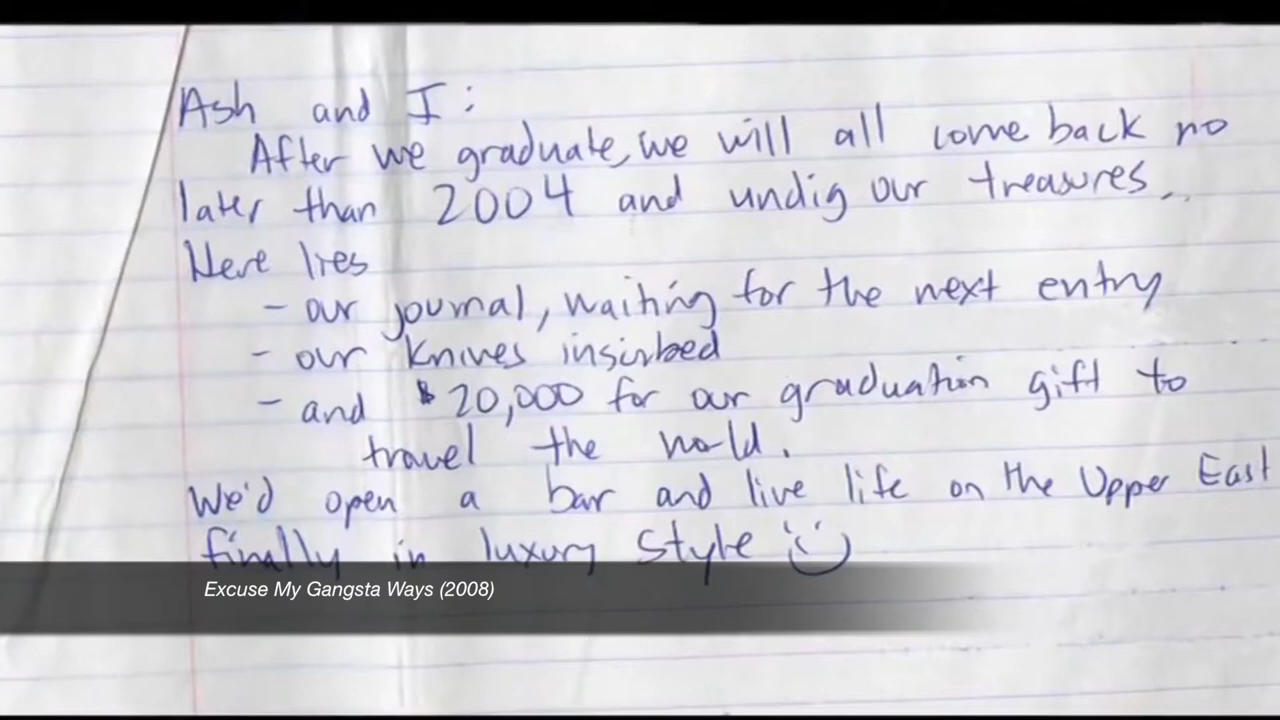 Ash and I:
After we graduate, we will all come back no
later than 2004 and undig our treasures..
Here lies
- our journal, waiting for the next entry
- our knives insirbed
- and $20,000 for our graduation gift to
travel the world.
We'd open a bar and live life on the Upper East
finally in luxury style :)
Excuse My Gangsta Ways (2008)